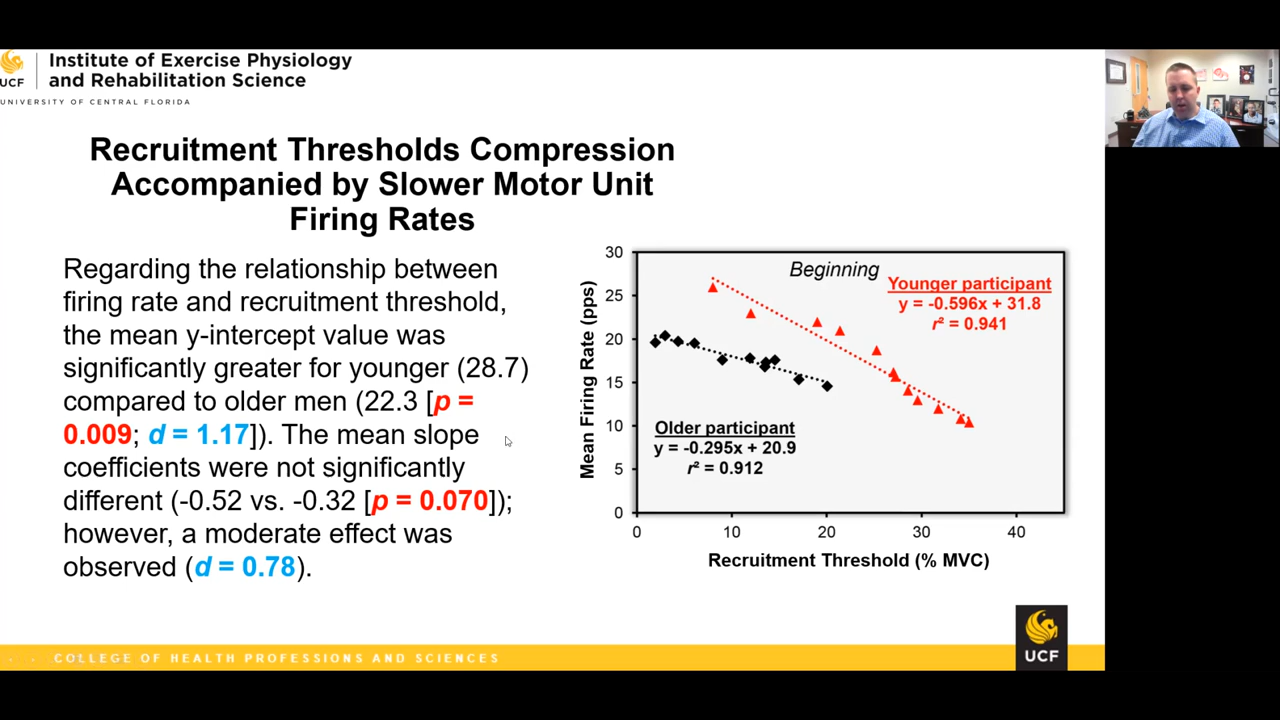 UCF
Institute of Exercise Physiology
and Rehabilitation Science
UNIVERSITY OF CENTRAL FLORIDA
Recruitment Thresholds Compression
Accompanied by Slower Motor Unit
Firing Rates
Regarding the relationship between
firing rate and recruitment threshold,
the mean y-intercept value was
significantly greater for younger (28.7)
compared to older men (22.3 [p =
0.009; d = 1.17]). The mean slope
coefficients were not significantly
different (-0.52 vs. -0.32 [p = 0.070]);
however, a moderate effect was
observed (d = 0.78).
Beginning
Younger participant
y = -0.596x + 31.8
r² = 0.941
Older participant
y = -0.295x + 20.9
r² = 0.912
Mean Firing Rate (pps)
30
25
20
15
10
5
0
0 10 20 30 40
Recruitment Threshold (% MVC)
COLLEGE OF HEALTH PROFESSIONS AND SCIENCES
UCF